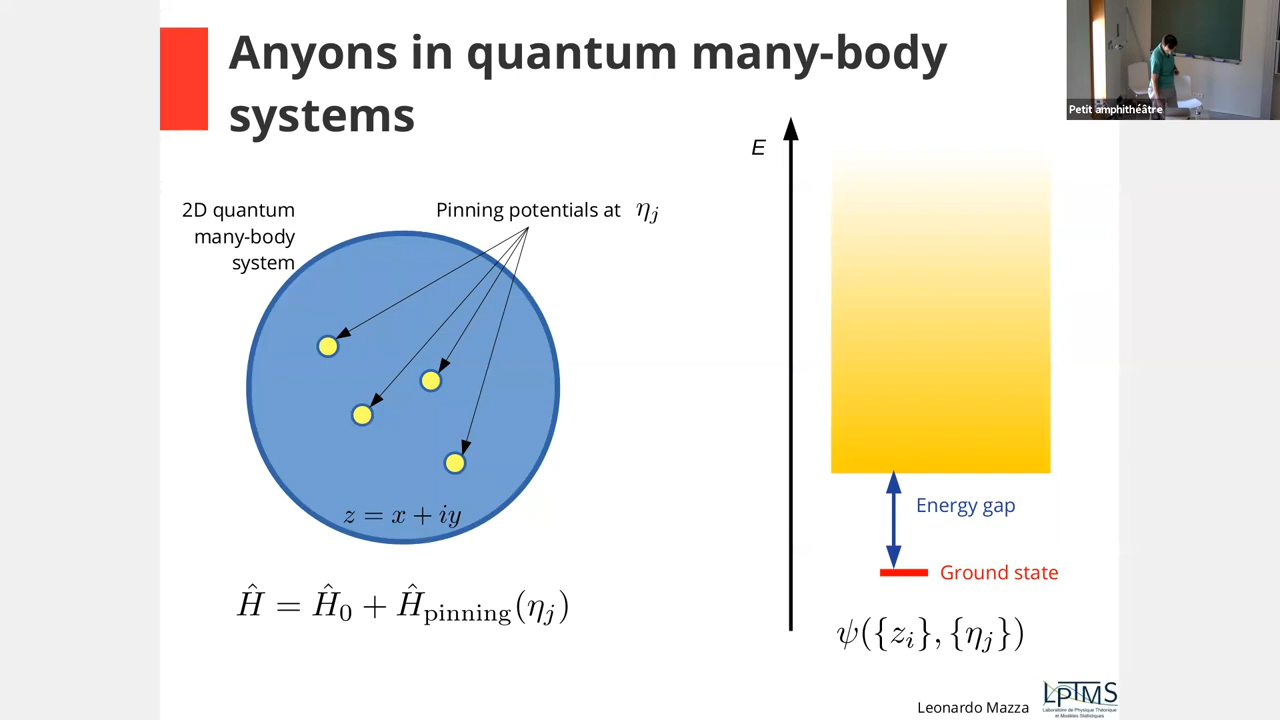 Anyons in quantum many-body
systems
Petit amphithéâtre
E
2D quantum
many-body
system
Pinning potentials at η_j
z = x + iy
Energy gap
Ground state
Ĥ = Ĥ_0 + Ĥ_pinning(η_j)
ψ({z_i}, {η_j})
Leonardo Mazza
LPTMS
Laboratoire de Physique Théorique
et Modèles Statistiques